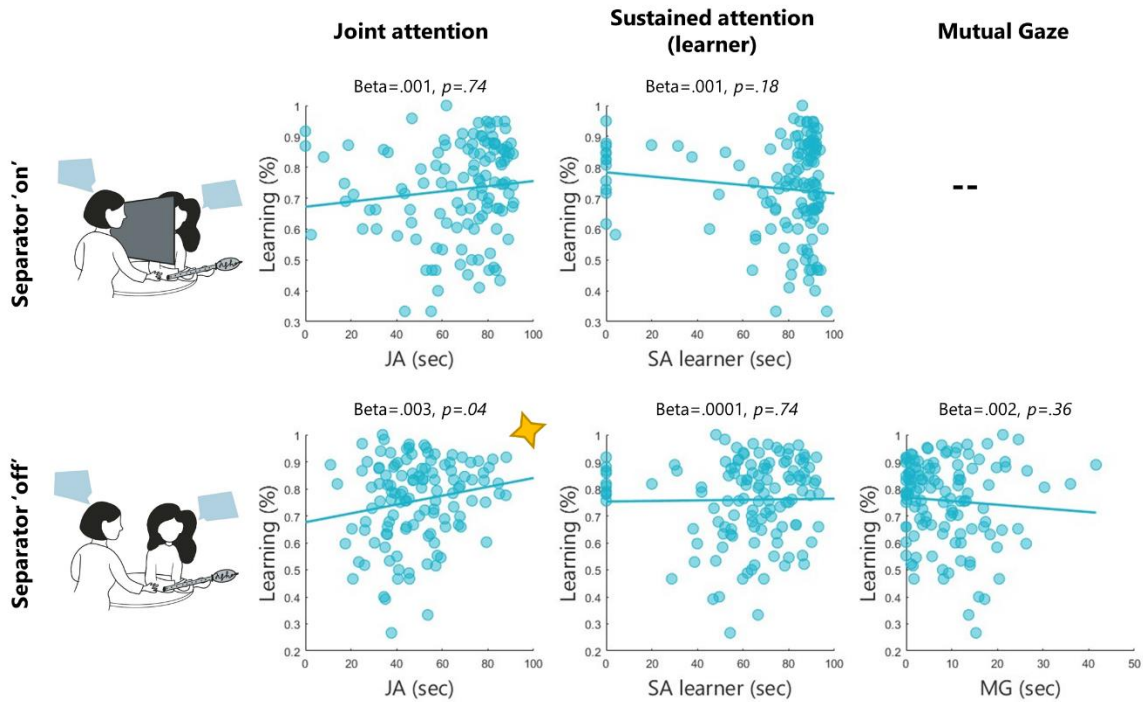 Joint attention
Sustained attention
(learner)
Mutual Gaze
Separator ‘on’
Beta=.001, p=.74
1
0.9
0.8
0.7
0.6
0.5
0.4
0.3
Learning (%)
0 20 40 60 80 100
JA (sec)
Beta=.001, p=.18
1
0.9
0.8
0.7
0.6
0.5
0.4
0.3
Learning (%)
0 20 40 60 80 100
SA learner (sec)
--
Separator ‘off’
Beta=.003, p=.04
1
0.9
0.8
0.7
0.6
0.5
0.4
0.3
0.2
Learning (%)
0 20 40 60 80 100
JA (sec)
Beta=.0001, p=.74
1
0.9
0.8
0.7
0.6
0.5
0.4
0.3
0.2
Learning (%)
0 20 40 60 80 100
SA learner (sec)
Beta=.002, p=.36
1
0.9
0.8
0.7
0.6
0.5
0.4
0.3
0.2
Learning (%)
0 10 20 30 40 50
MG (sec)